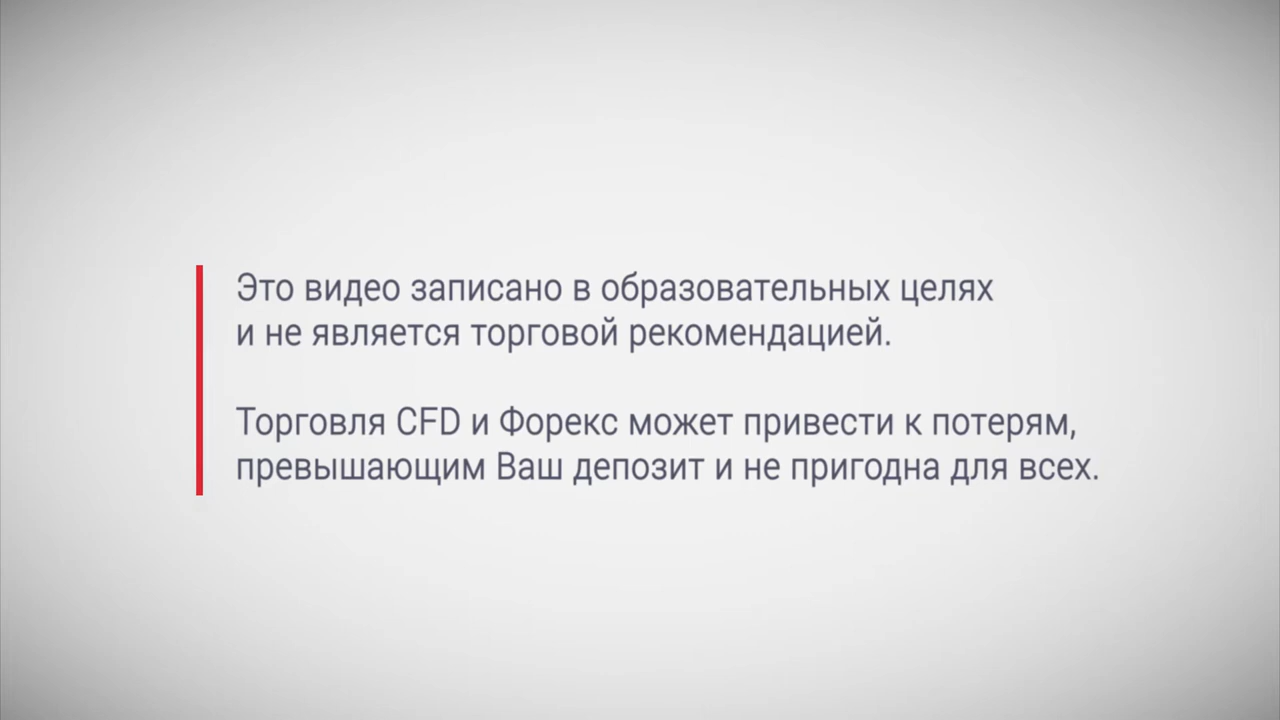 Это видео записано в образовательных целях
и не является торговой рекомендацией.
Торговля CFD и Форекс может привести к потерям,
превышающим Ваш депозит и не пригодна для всех.